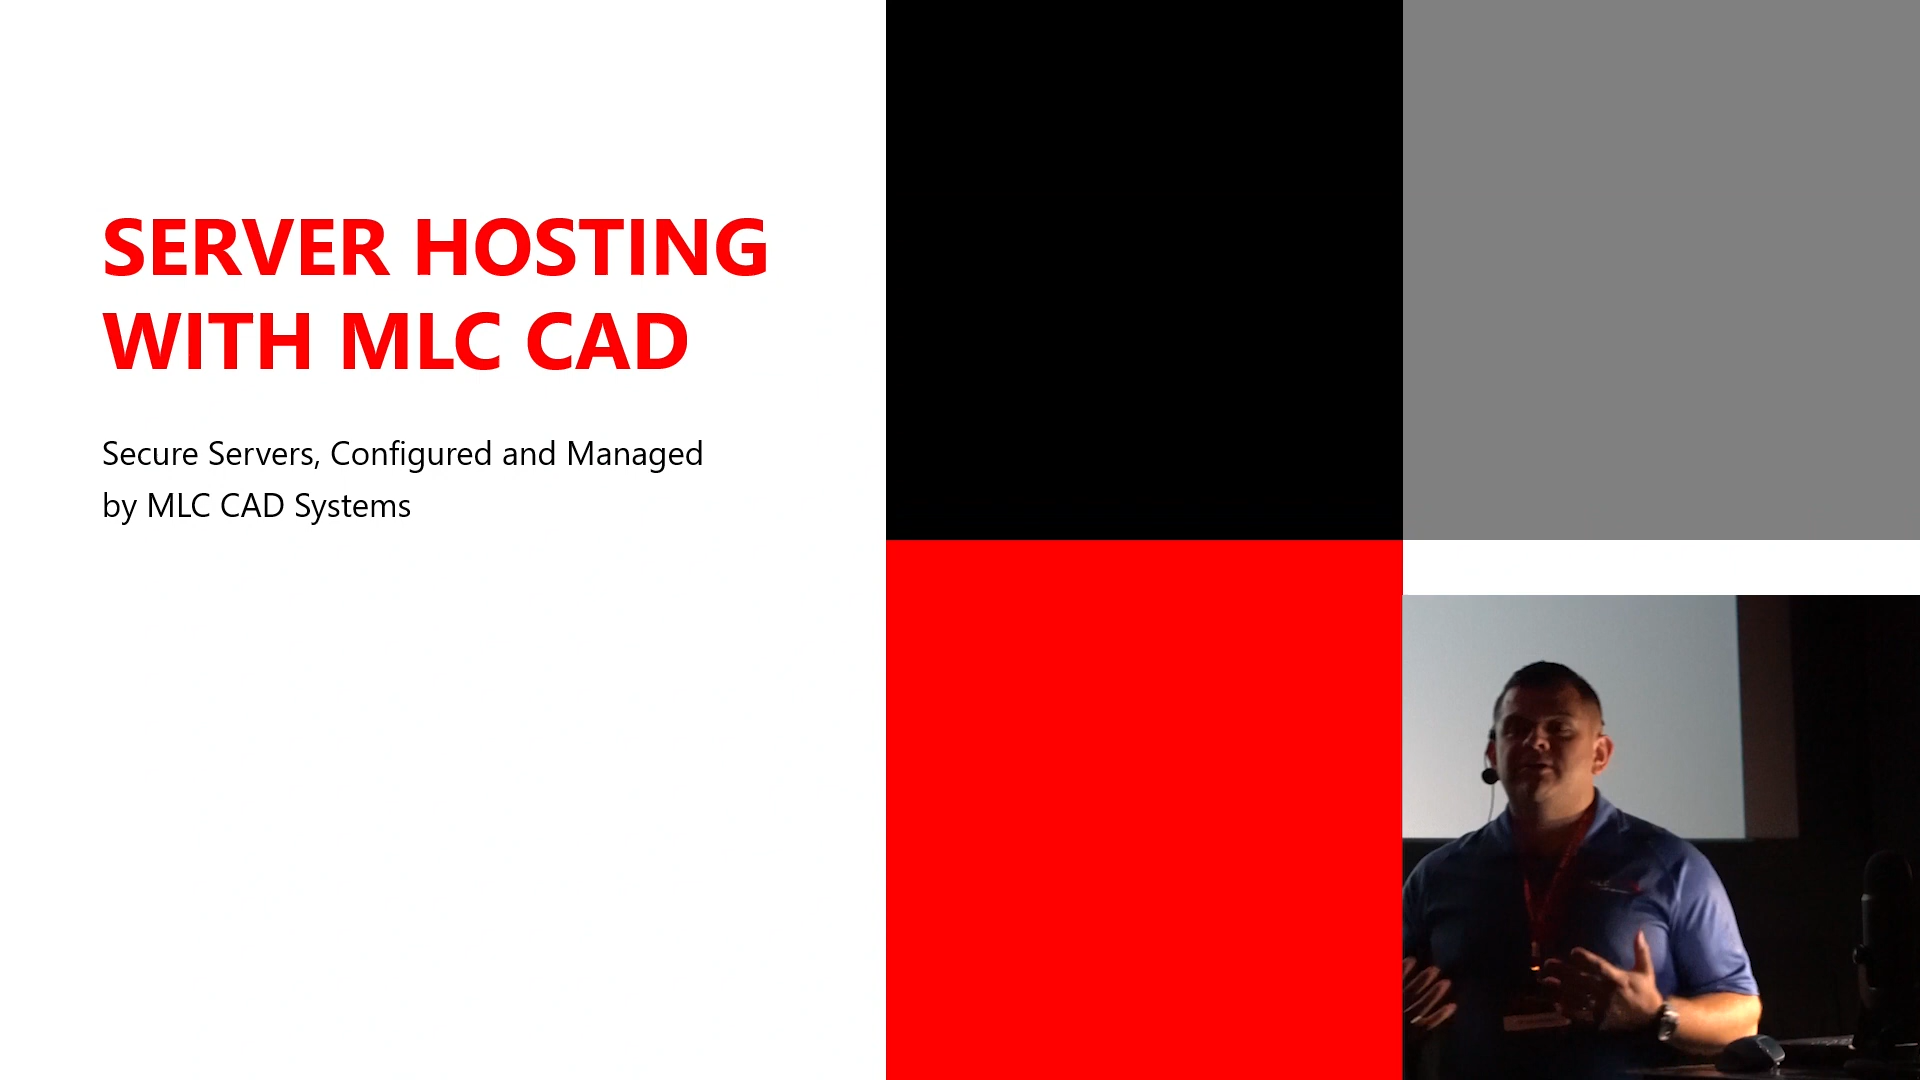 SERVER HOSTING
WITH MLC CAD
Secure Servers, Configured and Managed
by MLC CAD Systems